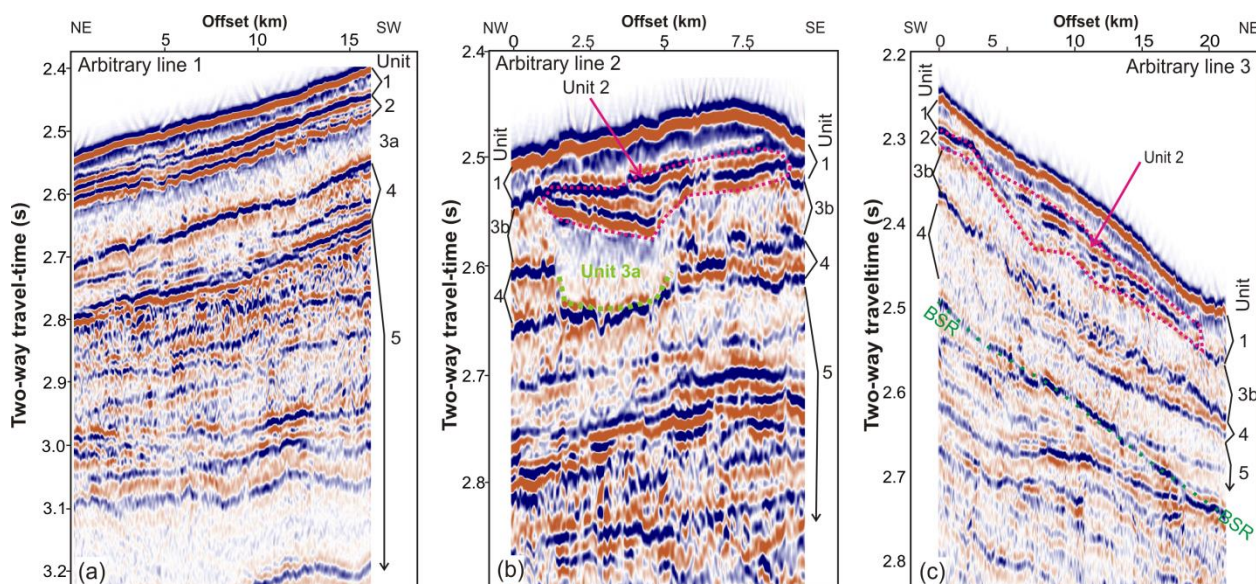 Offset (km)
NE
5
10
15
SW
Arbitrary line 1
Unit
2.4
2.5
2.6
2.7
2.8
2.9
3.0
3.1
3.2
Two-way travel-time (s)
1
2
3a
4
5
(a)
Offset (km)
NW
0
2.5
5
7.5
SE
Arbitrary line 2
Unit 2
Unit
Unit
2.4
2.5
2.6
2.7
2.8
Two-way travel-time (s)
1
3b
4
Unit 3a
1
3b
4
5
(b)
Offset (km)
SW
0
5
10
15
20
NE
Arbitrary line 3
Unit
2.2
2.3
2.4
2.5
2.6
2.7
2.8
Two-way traveltime (s)
1
2
3b
4
Unit 2
BSR
BSR
Unit
1
3b
4
5
(c)